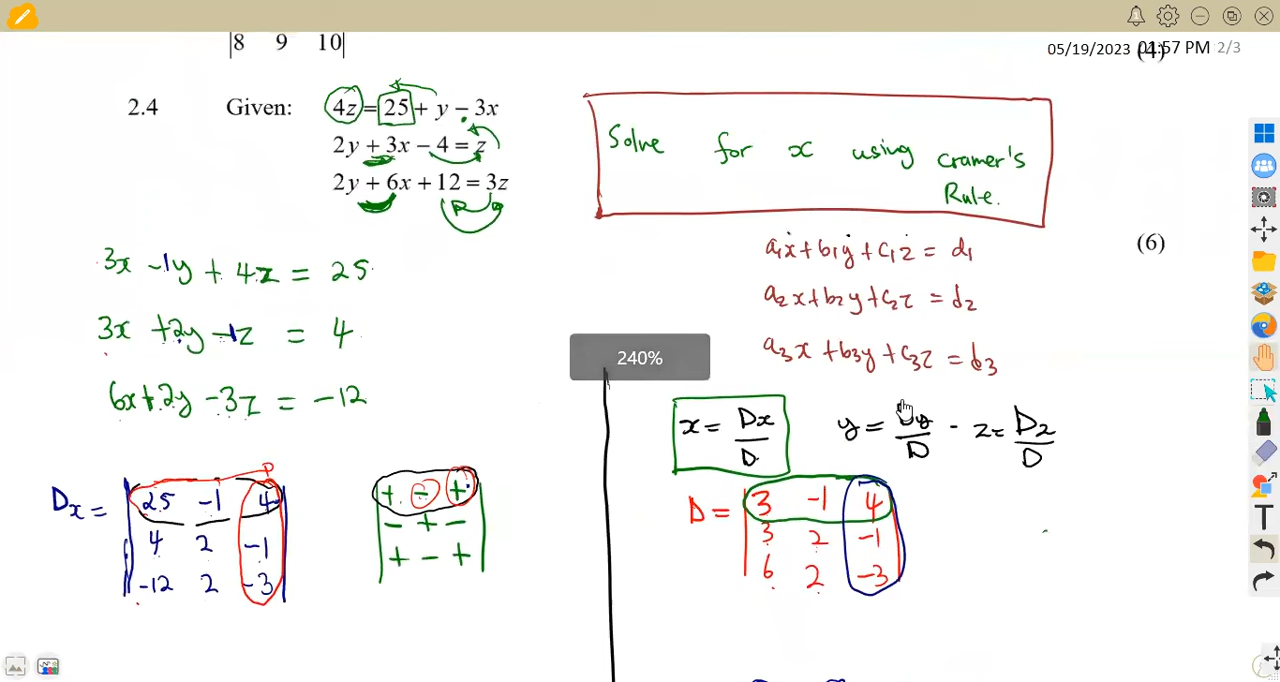 05/19/2023 01:57 PM 2/3
|8 9 10|
(4)
2.4 Given: 4z = 25 + y − 3x
2y + 3x − 4 = z
2y + 6x + 12 = 3z
Solve for x using cramer's
Rule.
(6)
3x -1y + 4z = 25
3x +2y -1z = 4
6x+2y -3z = -12
a1x+b1y+c1z = d1
a2x+b2y+c2z = d2
a3x+b3y+c3z = d3
240%
x = Dx/D y = Dy/D - z = Dz/D
Dx = |25 -1 4|
|4 2 -1|
|-12 2 -3|
|+ - +|
|- + -|
|+ - +|
D = |3 -1 4|
|3 2 -1|
|6 2 -3|
T